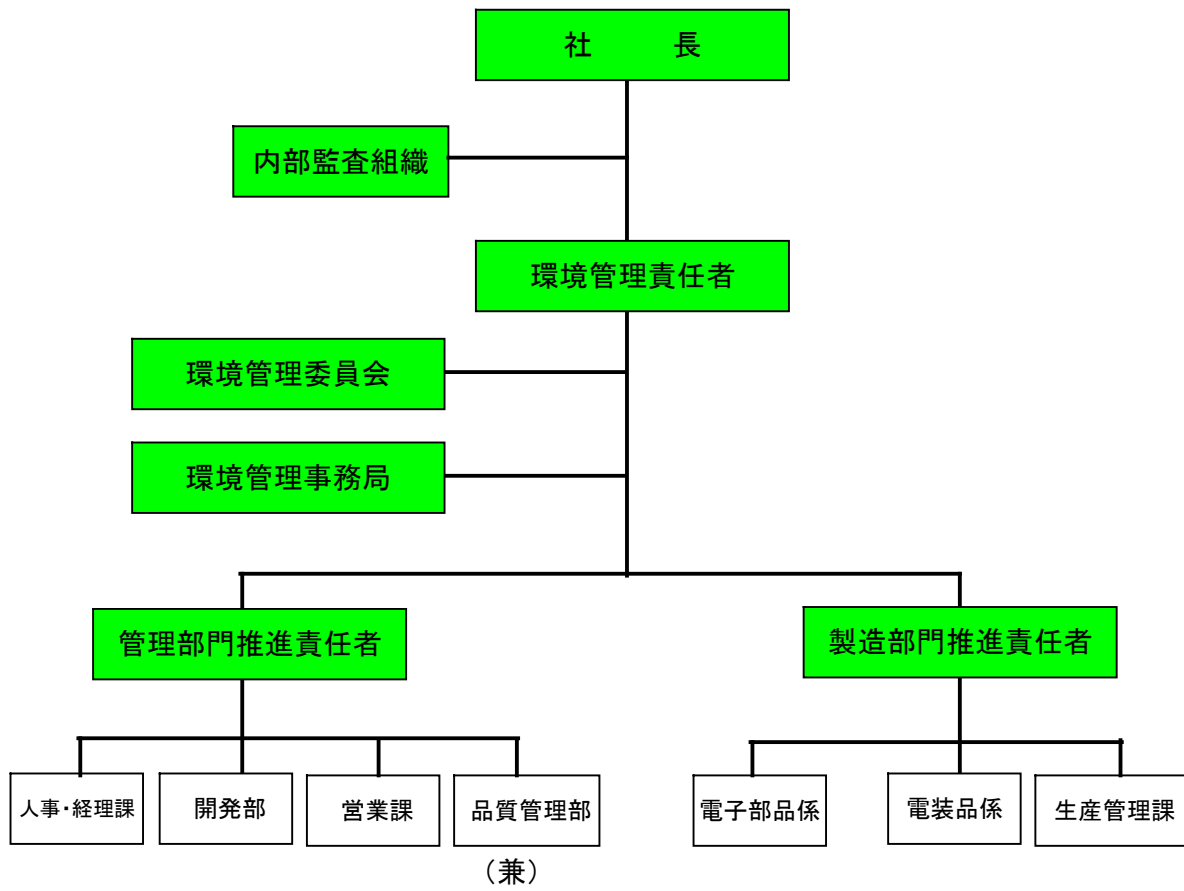 社　　　長
内部監査組織
環境管理責任者
環境管理委員会
環境管理事務局
管理部門推進責任者
製造部門推進責任者
人事・経理課
開発部
営業課
品質管理部
（兼）
電子部品係
電装品係
生産管理課